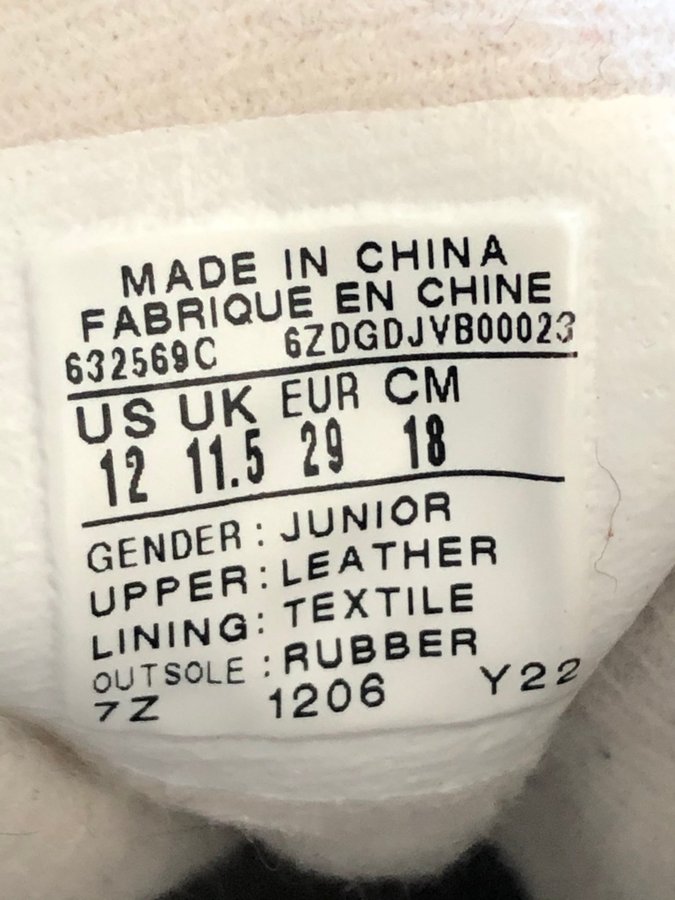 MADE IN CHINA
FABRIQUE EN CHINE
632569C 6ZDGDJVB00023
US UK EUR CM
12 11.5 29 18
GENDER: JUNIOR
UPPER: LEATHER
LINING: TEXTILE
OUTSOLE: RUBBER
7Z 1206 Y22